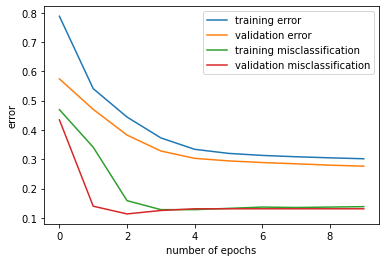 0.8
0.7
0.6
0.5
0.4
0.3
0.2
0.1
error
training error
validation error
training misclassification
validation misclassification
0 2 4 6 8
number of epochs